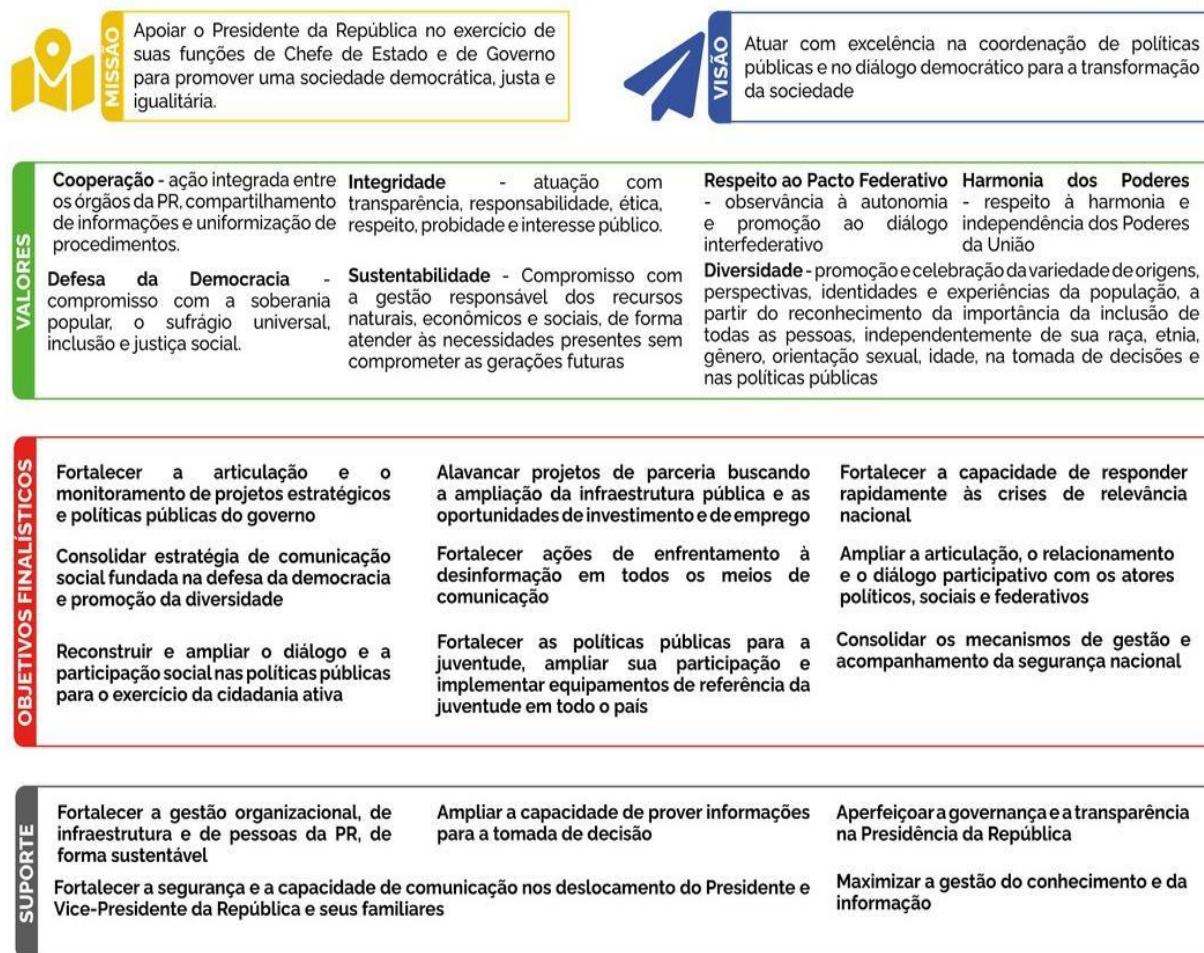 MISSÃO
Apoiar o Presidente da República no exercício de
suas funções de Chefe de Estado e de Governo
para promover uma sociedade democrática, justa e
igualitária.
VISÃO
Atuar com excelência na coordenação de políticas
públicas e no diálogo democrático para a transformação
da sociedade
VALORES
Cooperação - ação integrada entre
os órgãos da PR, compartilhamento
de informações e uniformização de
procedimentos.
Integridade - atuação com
transparência, responsabilidade, ética,
respeito, probidade e interesse público.
Respeito ao Pacto Federativo
- observância à autonomia
e promoção ao diálogo
interfederativo
Harmonia dos Poderes
- respeito à harmonia e
independência dos Poderes
da União
Defesa da Democracia -
compromisso com a soberania
popular, o sufrágio universal,
inclusão e justiça social.
Sustentabilidade - Compromisso com
a gestão responsável dos recursos
naturais, econômicos e sociais, de forma
atender às necessidades presentes sem
comprometer as gerações futuras
Diversidade - promoção e celebração da variedade de origens,
perspectivas, identidades e experiências da população, a
partir do reconhecimento da importância da inclusão de
todas as pessoas, independentemente de sua raça, etnia,
gênero, orientação sexual, idade, na tomada de decisões e
nas políticas públicas
OBJETIVOS FINALÍSTICOS
Fortalecer a articulação e o
monitoramento de projetos estratégicos
e políticas públicas do governo
Alavancar projetos de parceria buscando
a ampliação da infraestrutura pública e as
oportunidades de investimento e de emprego
Fortalecer a capacidade de responder
rapidamente às crises de relevância
nacional
Consolidar estratégia de comunicação
social fundada na defesa da democracia
e promoção da diversidade
Fortalecer ações de enfrentamento à
desinformação em todos os meios de
comunicação
Ampliar a articulação, o relacionamento
e o diálogo participativo com os atores
políticos, sociais e federativos
Reconstruir e ampliar o diálogo e a
participação social nas políticas públicas
para o exercício da cidadania ativa
Fortalecer as políticas públicas para a
juventude, ampliar sua participação e
implementar equipamentos de referência da
juventude em todo o país
Consolidar os mecanismos de gestão e
acompanhamento da segurança nacional
SUPORTE
Fortalecer a gestão organizacional, de
infraestrutura e de pessoas da PR, de
forma sustentável
Ampliar a capacidade de prover informações
para a tomada de decisão
Aperfeiçoar a governança e a transparência
na Presidência da República
Fortalecer a segurança e a capacidade de comunicação nos deslocamento do Presidente e
Vice-Presidente da República e seus familiares
Maximizar a gestão do conhecimento e da
informação